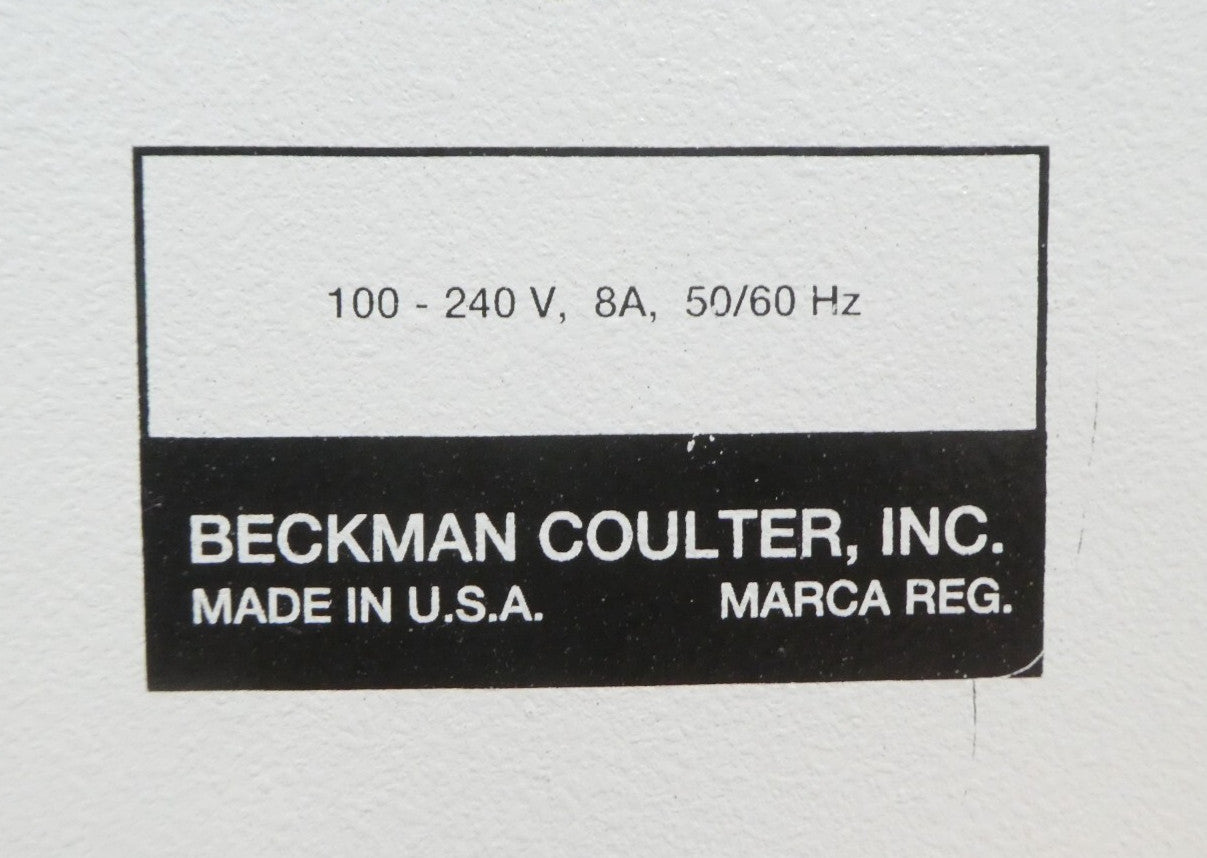 100 - 240 V, 8A, 50/60 Hz
BECKMAN COULTER, INC.
MADE IN U.S.A. MARCA REG.